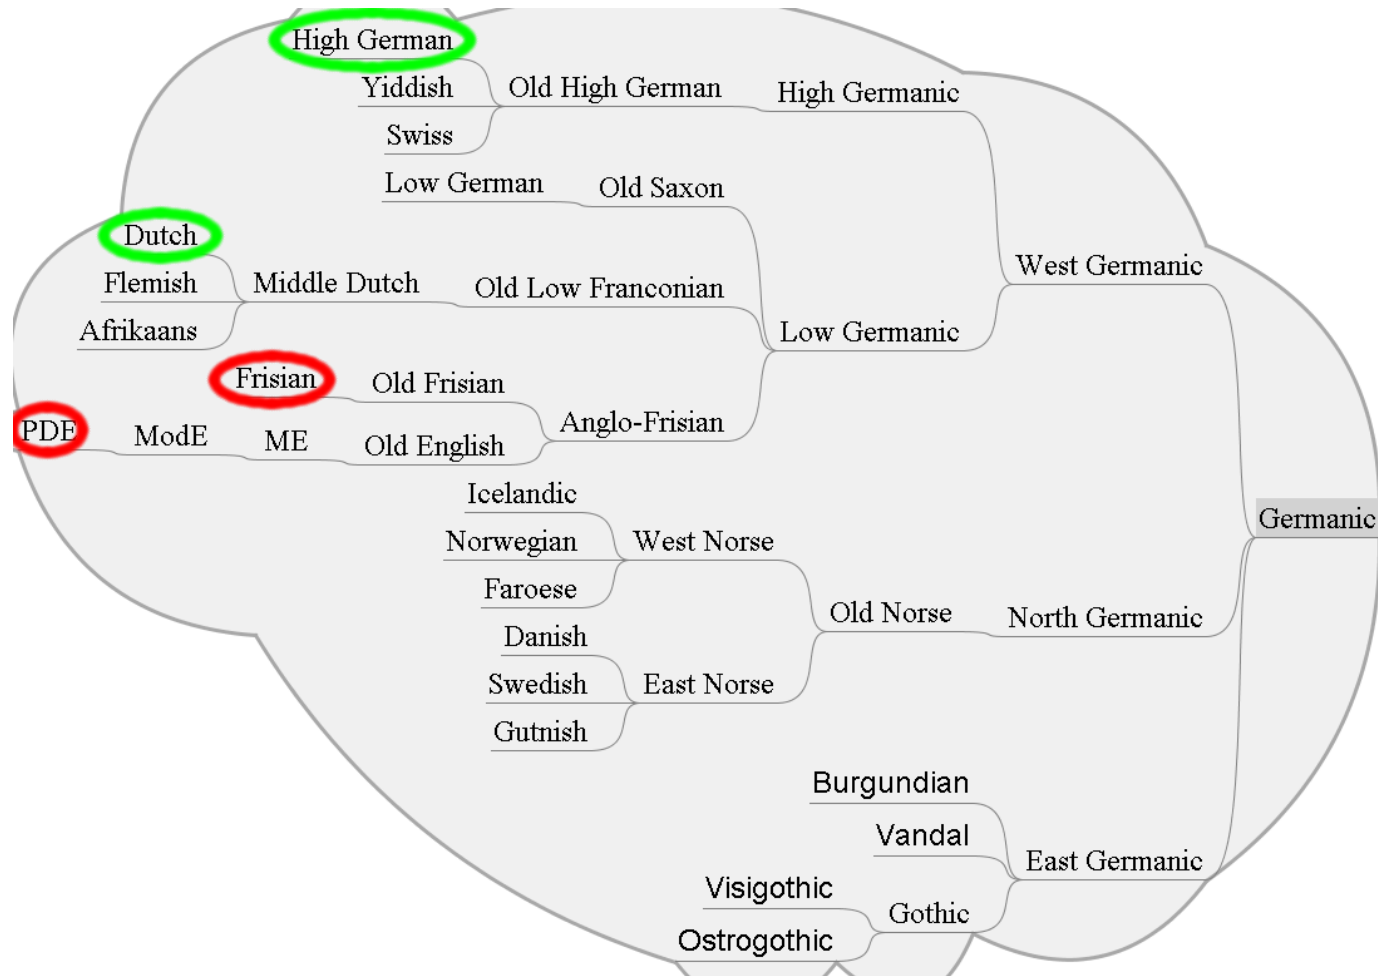 High German
Yiddish
Swiss
Old High German
High Germanic
Low German
Old Saxon
Dutch
Flemish
Afrikaans
Middle Dutch
Old Low Franconian
Low Germanic
West Germanic
Frisian
Old Frisian
PDE
ModE
ME
Old English
Anglo-Frisian
Icelandic
Norwegian
Faroese
West Norse
Danish
Swedish
Gutnish
East Norse
Old Norse
North Germanic
Germanic
Burgundian
Vandal
Visigothic
Ostrogothic
Gothic
East Germanic